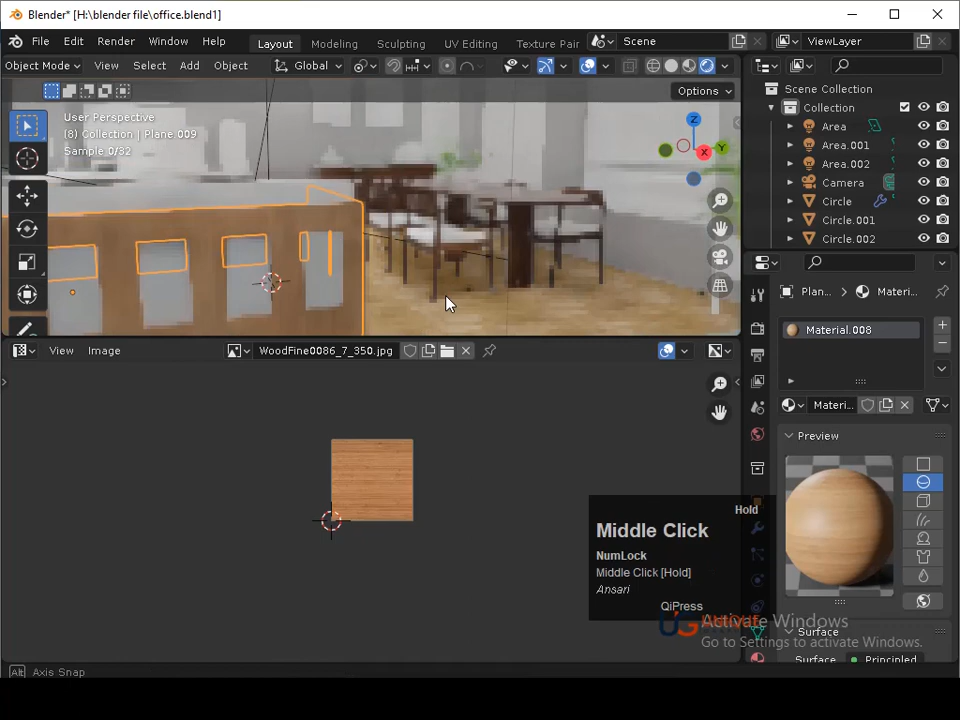 Blender* [H:\blender file\office.blend1]
File Edit Render Window Help Layout Modeling Sculpting UV Editing Texture Pain Scene ViewLayer
Object Mode View Select Add Object Global
Options
User Perspective
(8) Collection | Plane.009
Sample 0/32
Z
Y
X
Scene Collection
Collection
Area
Area.001
Area.002
Camera
Circle
Circle.001
Circle.002
Plan... Materi...
Material.008
Materi...
Preview
Surface
Surface Principled
View Image WoodFine0086_7_350.jpg
Hold
Middle Click
NumLock
Middle Click [Hold]
Ansari
QiPress
UG
Activate Windows
Go to Settings to activate Windows.
Alt Axis Snap